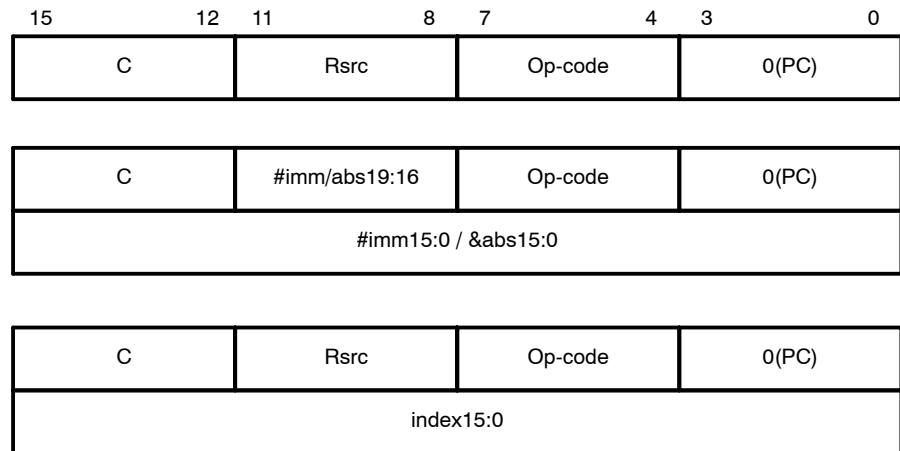 15 12 11 8 7 4 3 0
C Rsrc Op-code 0(PC)
C #imm/abs19:16 Op-code 0(PC)
#imm15:0 / &abs15:0
C Rsrc Op-code 0(PC)
index15:0